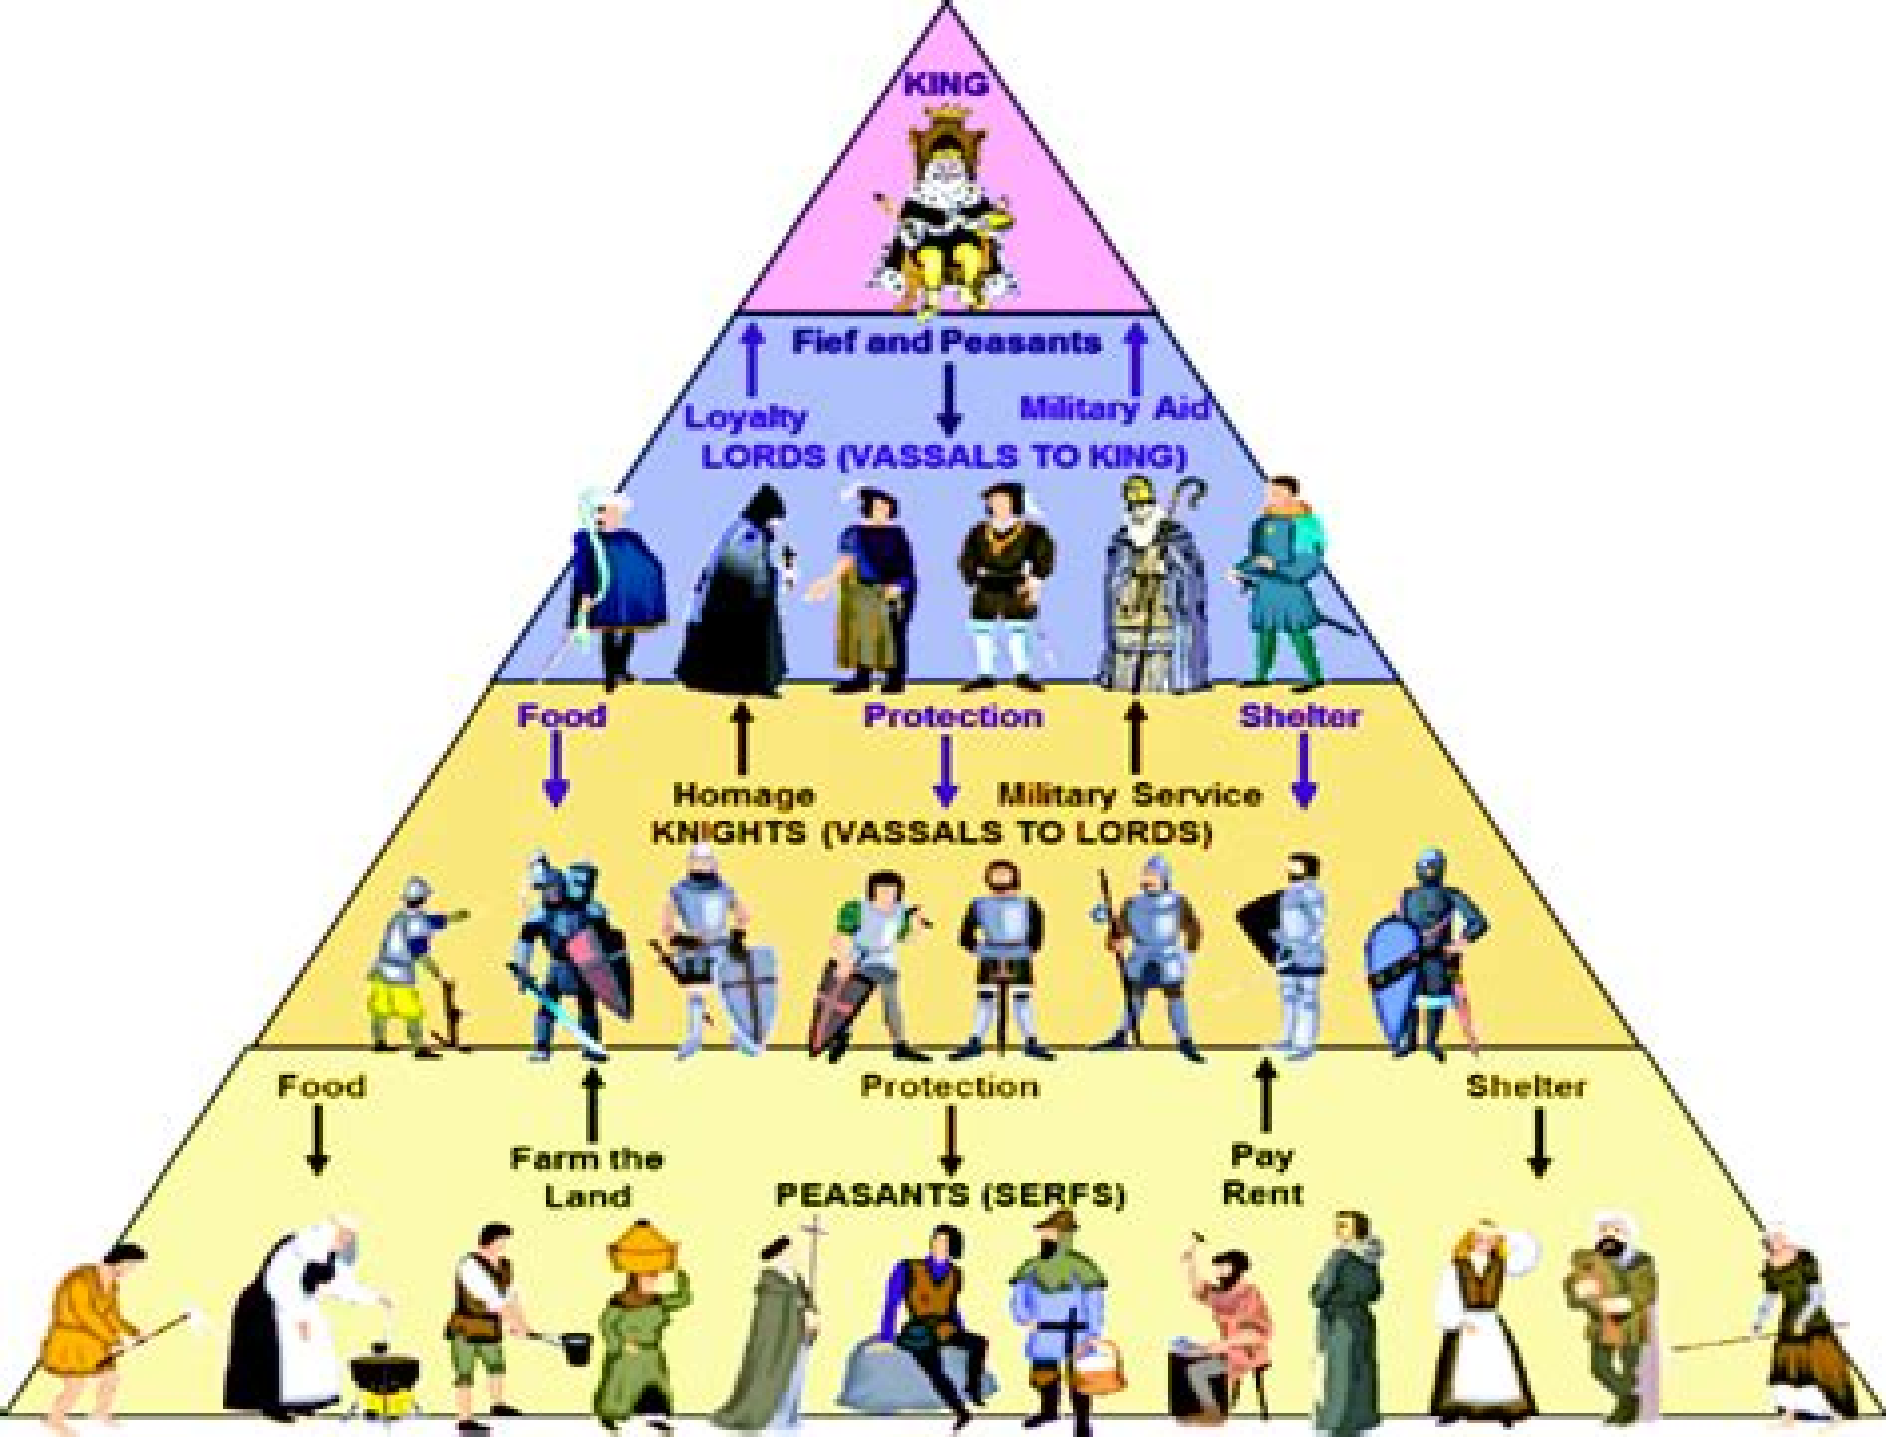 KING
Fief and Peasants
Loyalty
Military Aid
LORDS (VASSALS TO KING)
Food
Protection
Shelter
Homage
Military Service
KNIGHTS (VASSALS TO LORDS)
Food
Protection
Shelter
Farm the
Land
Pay
Rent
PEASANTS (SERFS)